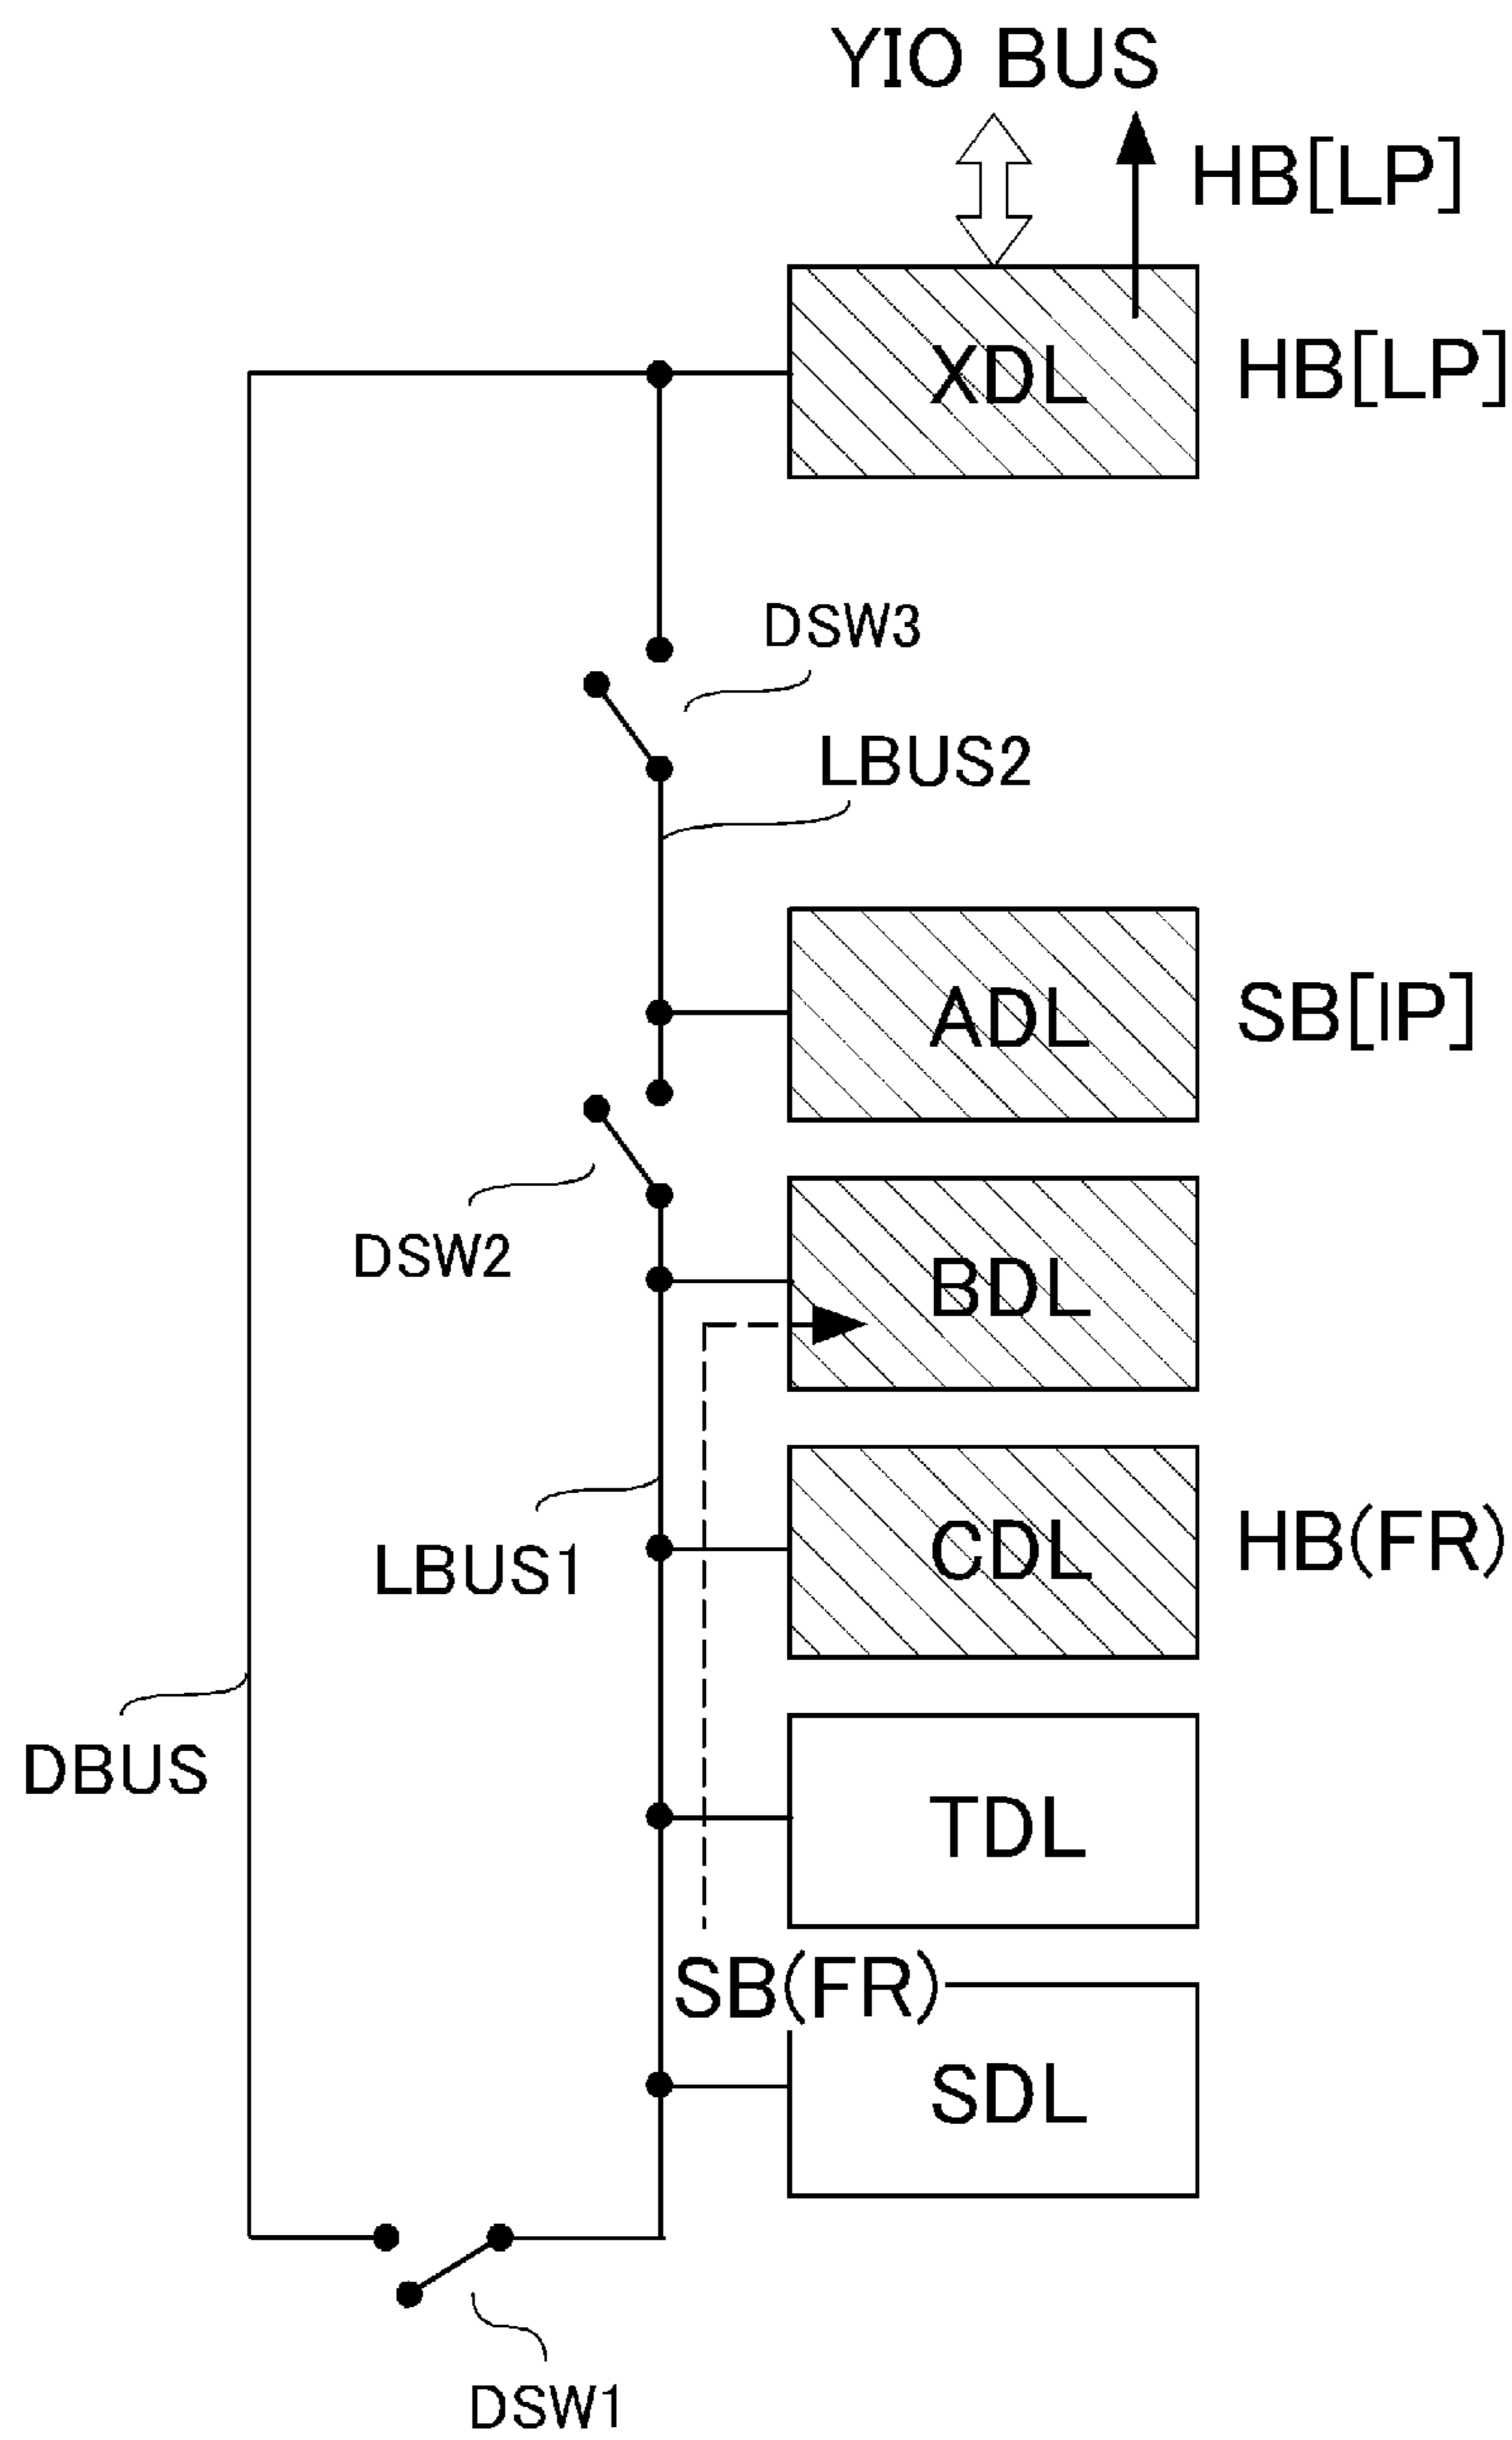 YIO BUS
HB[LP]
XDL
HB[LP]
DSW3
LBUS2
ADL
SB[IP]
DSW2
BDL
LBUS1
CDL
HB(FR)
DBUS
TDL
SB(FR)
SDL
DSW1